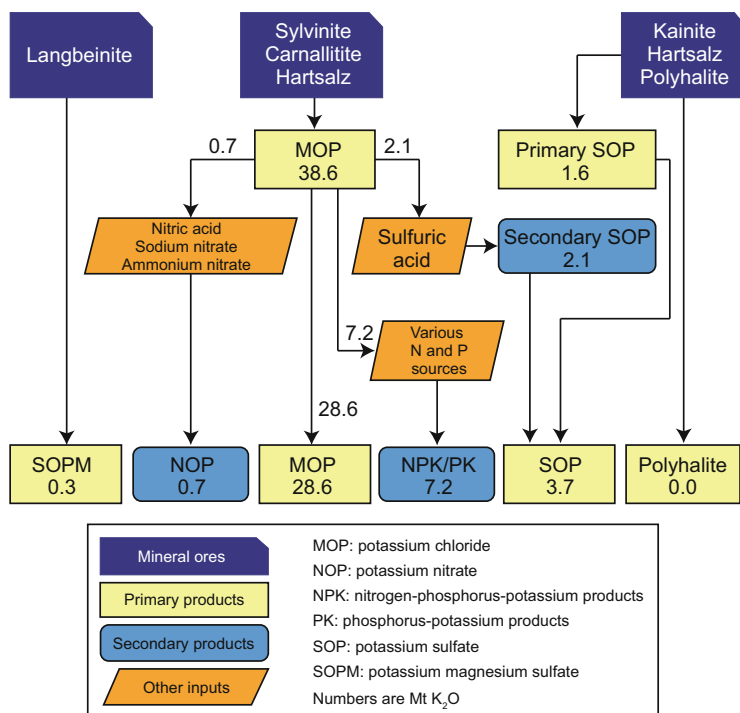 Langbeinite
Sylvinite
Carnallitite
Hartsalz
Kainite
Hartsalz
Polyhalite
0.7
MOP
38.6
2.1
Primary SOP
1.6
Nitric acid
Sodium nitrate
Ammonium nitrate
Sulfuric
acid
Secondary SOP
2.1
7.2
Various
N and P
sources
28.6
SOPM
0.3
NOP
0.7
MOP
28.6
NPK/PK
7.2
SOP
3.7
Polyhalite
0.0
Mineral ores
Primary products
Secondary products
Other inputs
MOP: potassium chloride
NOP: potassium nitrate
NPK: nitrogen-phosphorus-potassium products
PK: phosphorus-potassium products
SOP: potassium sulfate
SOPM: potassium magnesium sulfate
Numbers are Mt K₂O